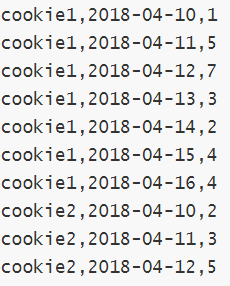 cookie1,2018-04-10,1
cookie1,2018-04-11,5
cookie1,2018-04-12,7
cookie1,2018-04-13,3
cookie1,2018-04-14,2
cookie1,2018-04-15,4
cookie1,2018-04-16,4
cookie2,2018-04-10,2
cookie2,2018-04-11,3
cookie2,2018-04-12,5